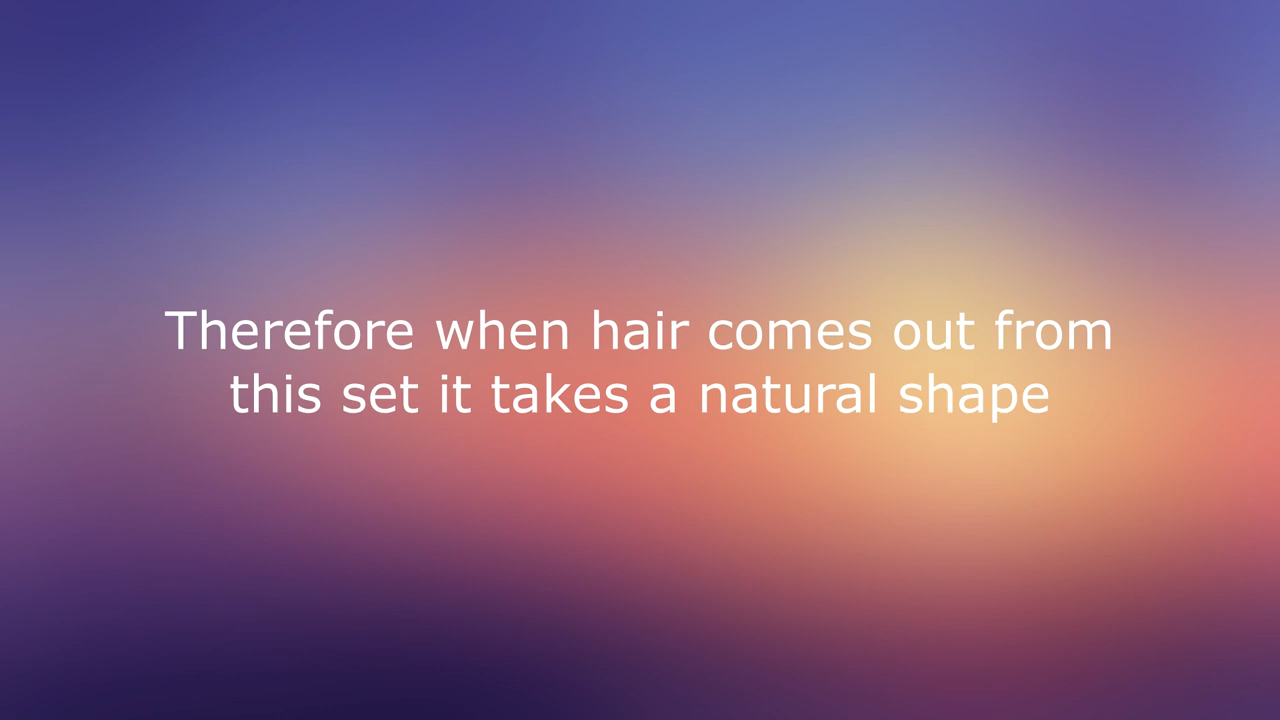 Therefore when hair comes out from
this set it takes a natural shape